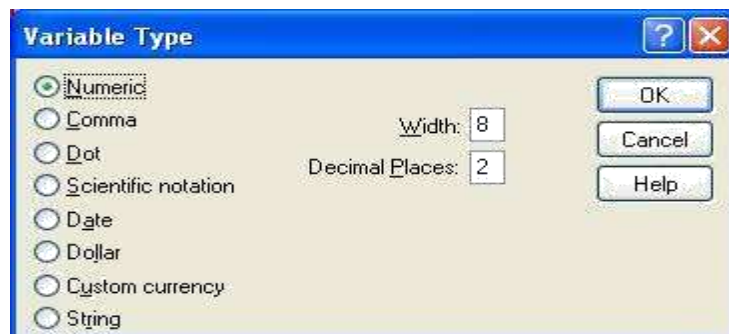 Variable Type
Numeric
Comma
Dot
Scientific notation
Date
Dollar
Custom currency
String
Width: 8
Decimal Places: 2
OK
Cancel
Help